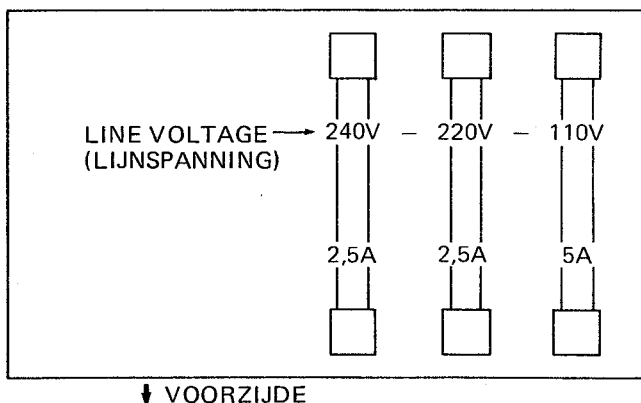 LINE VOLTAGE → 240V – 220V – 110V
(LIJNSPANNING)
2,5A 2,5A 5A
↓ VOORZIJDE